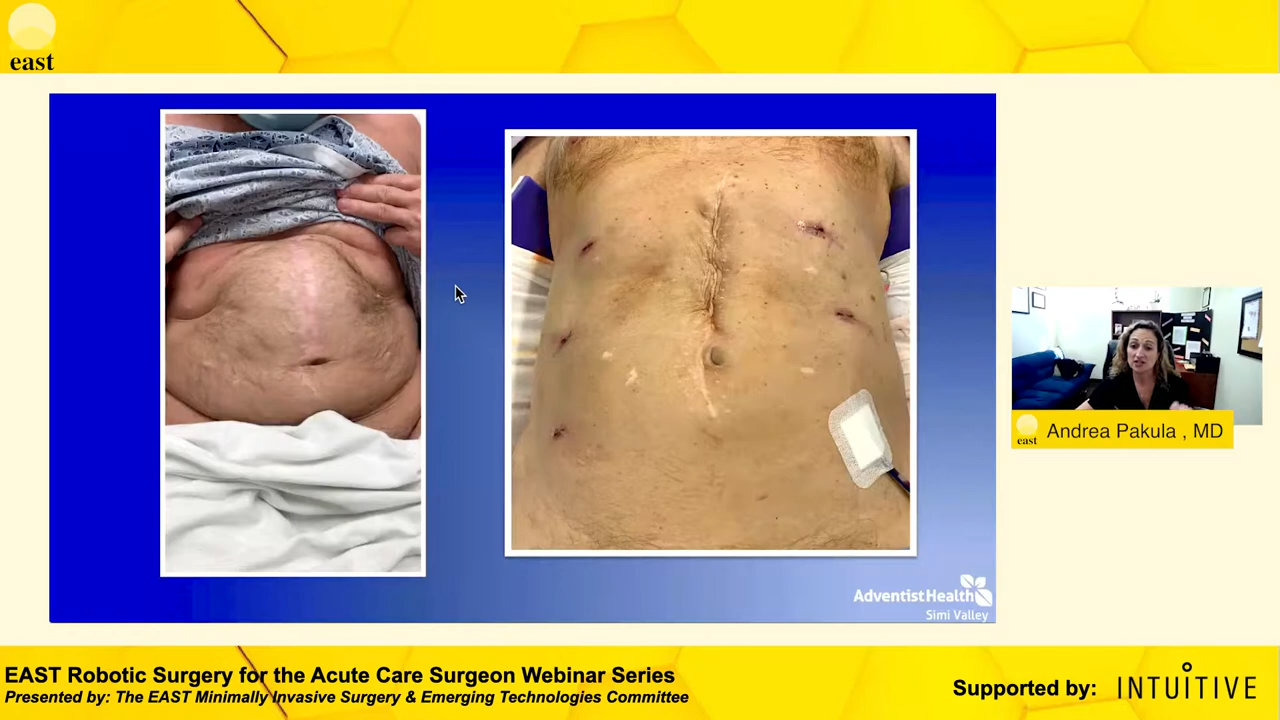 east
AdventistHealth
Simi Valley
east
Andrea Pakula , MD
EAST Robotic Surgery for the Acute Care Surgeon Webinar Series
Presented by: The EAST Minimally Invasive Surgery & Emerging Technologies Committee
Supported by:
INTUITIVE